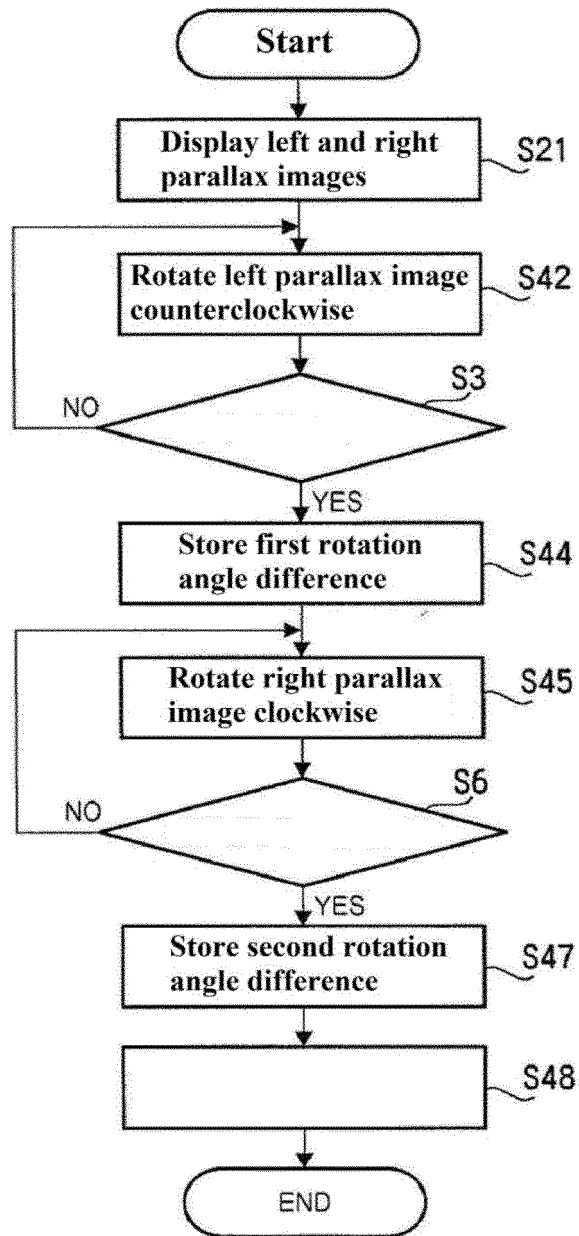 Start
Display left and right
parallax images
S21
Rotate left parallax image
counterclockwise
S42
S3
NO
YES
Store first rotation
angle difference
S44
Rotate right parallax
image clockwise
S45
S6
NO
YES
Store second rotation
angle difference
S47
S48
END